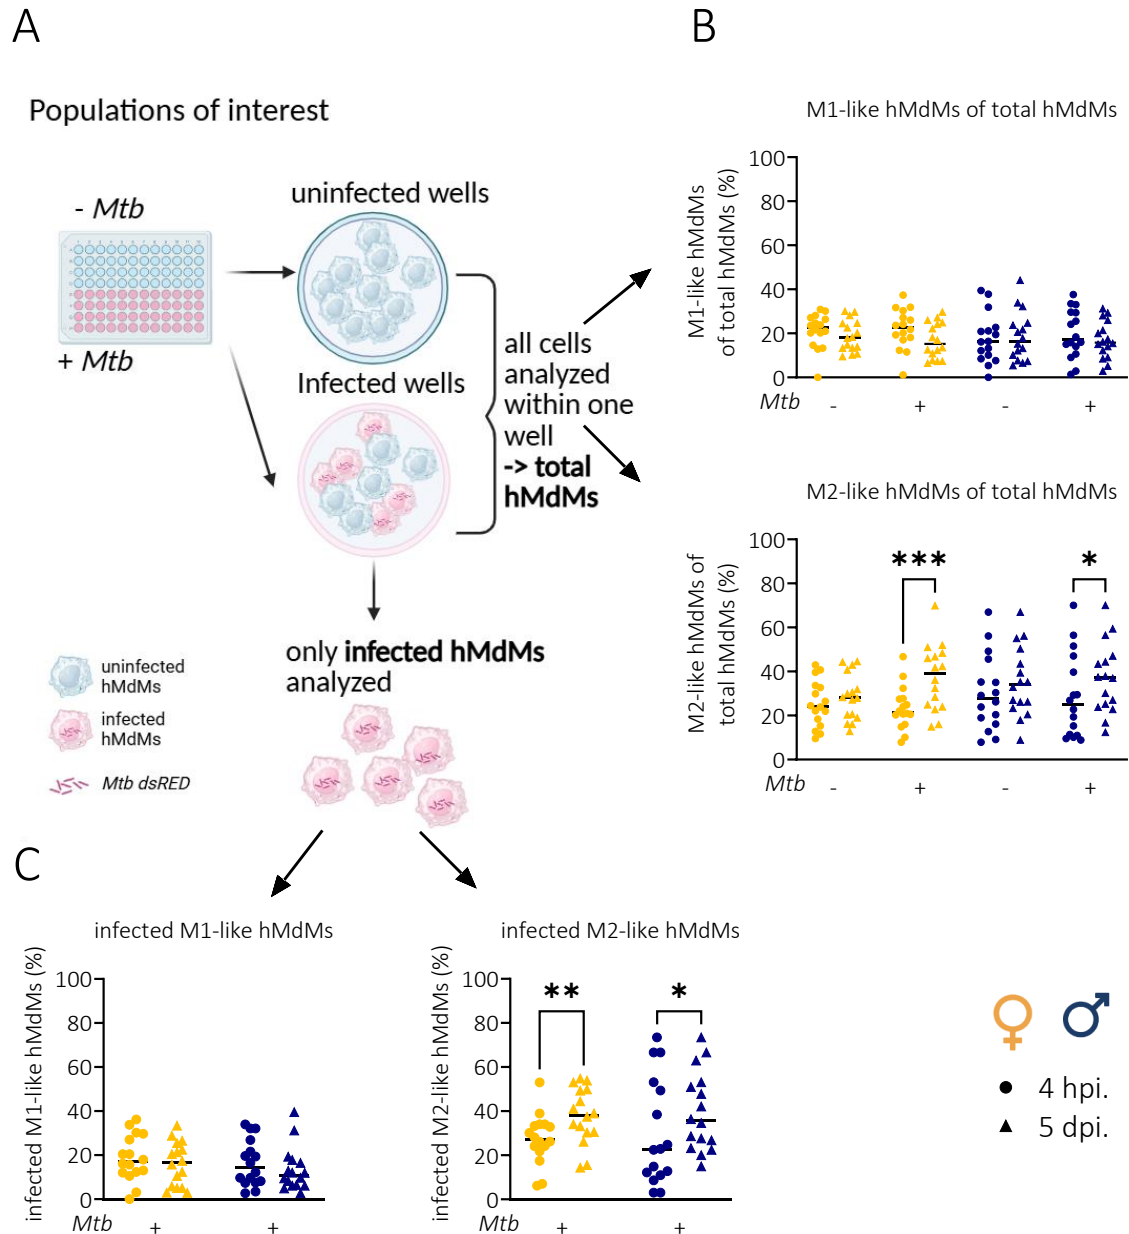 A
Populations of interest
- Mtb
+ Mtb
uninfected wells
Infected wells
all cells
analyzed
within one
well
-> total
hMdMs
only infected hMdMs
analyzed
uninfected
hMdMs
infected
hMdMs
Mtb dsRED
B
M1-like hMdMs of total hMdMs
M1-like hMdMs
of total hMdMs (%)
100
80
60
40
20
0
Mtb - + - +
M2-like hMdMs of total hMdMs
M2-like hMdMs of
total hMdMs (%)
100
80
60
40
20
0
*** *
Mtb - + - +
C
infected M1-like hMdMs
infected M1-like hMdMs (%)
100
80
60
40
20
0
Mtb + +
infected M2-like hMdMs
infected M2-like hMdMs (%)
100
80
60
40
20
0
** *
Mtb + +
♀ ♂
4 hpi.
5 dpi.